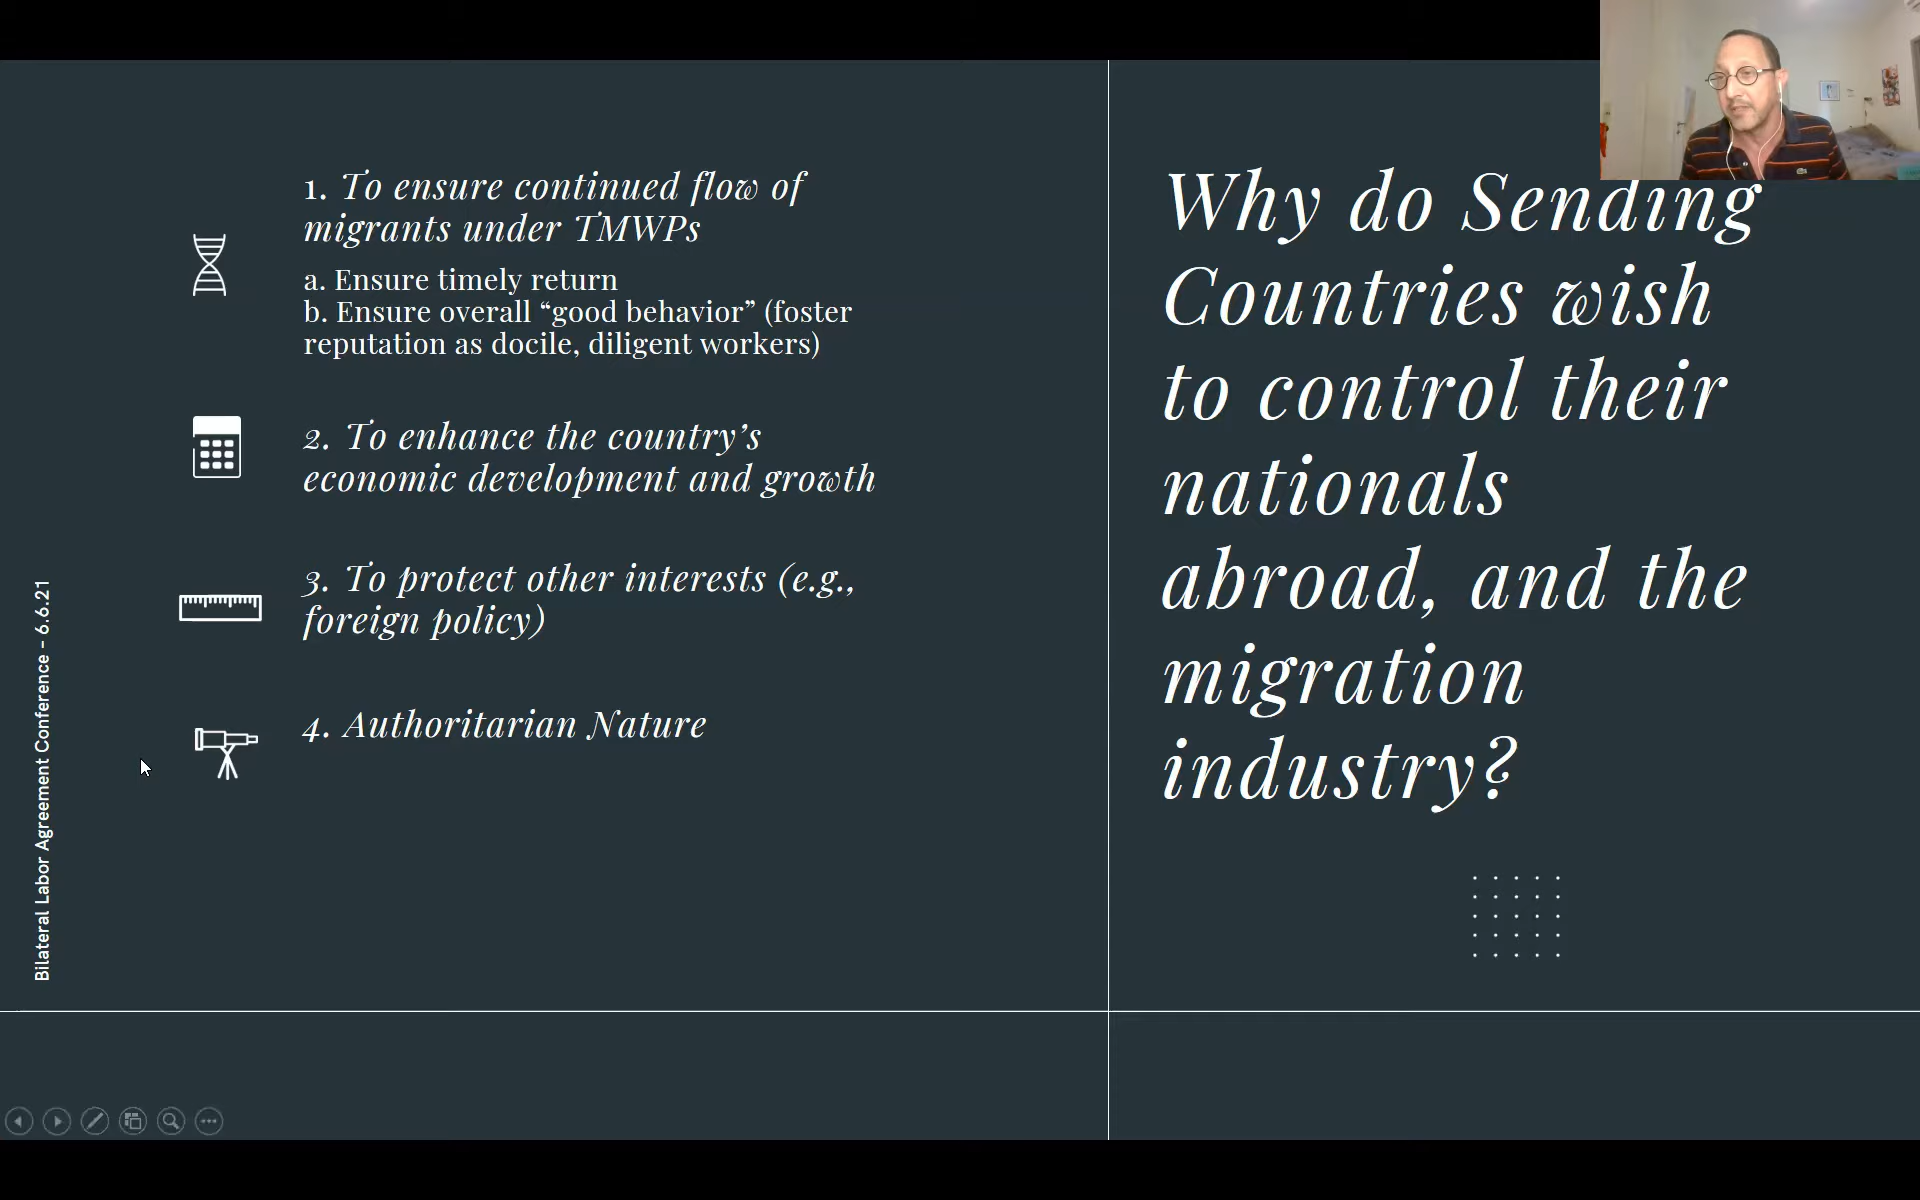 1. To ensure continued flow of
migrants under TMWPs
a. Ensure timely return
b. Ensure overall “good behavior” (foster
reputation as docile, diligent workers)
2. To enhance the country’s
economic development and growth
3. To protect other interests (e.g.,
foreign policy)
4. Authoritarian Nature
Why do Sending
Countries wish
to control their
nationals
abroad, and the
migration
industry?
Bilateral Labor Agreement Conference - 6.6.21